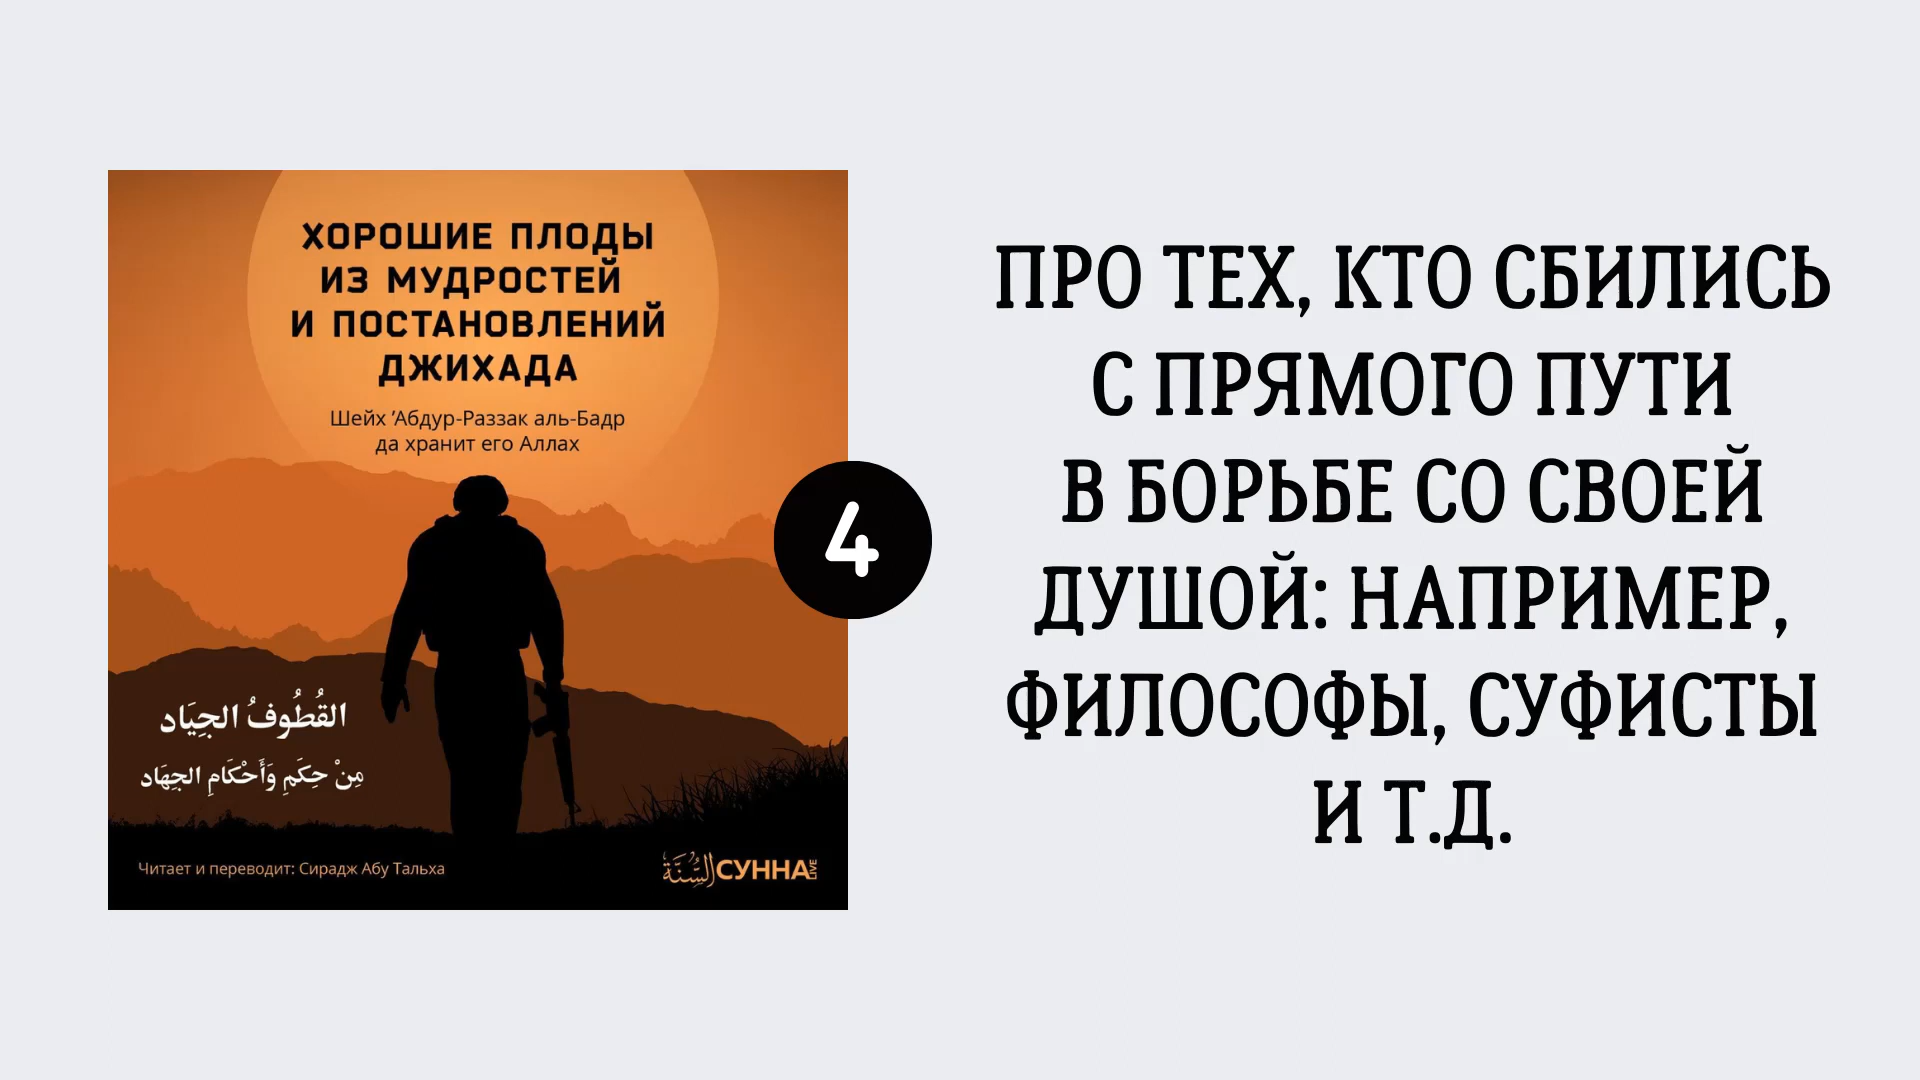 ХОРОШИЕ ПЛОДЫ
ИЗ МУДРОСТЕЙ
И ПОСТАНОВЛЕНИЙ
ДЖИХАДА
Шейх ‘Абдур-Раззак аль-Бадр
да хранит его Аллах
القُطُوفُ الجِيَاد
مِنْ حِكَمِ وَأَحْكَامِ الجِهَاد
Читает и переводит: Сирадж Абу Тальха
السُّنَّة СУННА LIVE
4
ПРО ТЕХ, КТО СБИЛИСЬ
С ПРЯМОГО ПУТИ
В БОРЬБЕ СО СВОЕЙ
ДУШОЙ: НАПРИМЕР,
ФИЛОСОФЫ, СУФИСТЫ
И Т.Д.